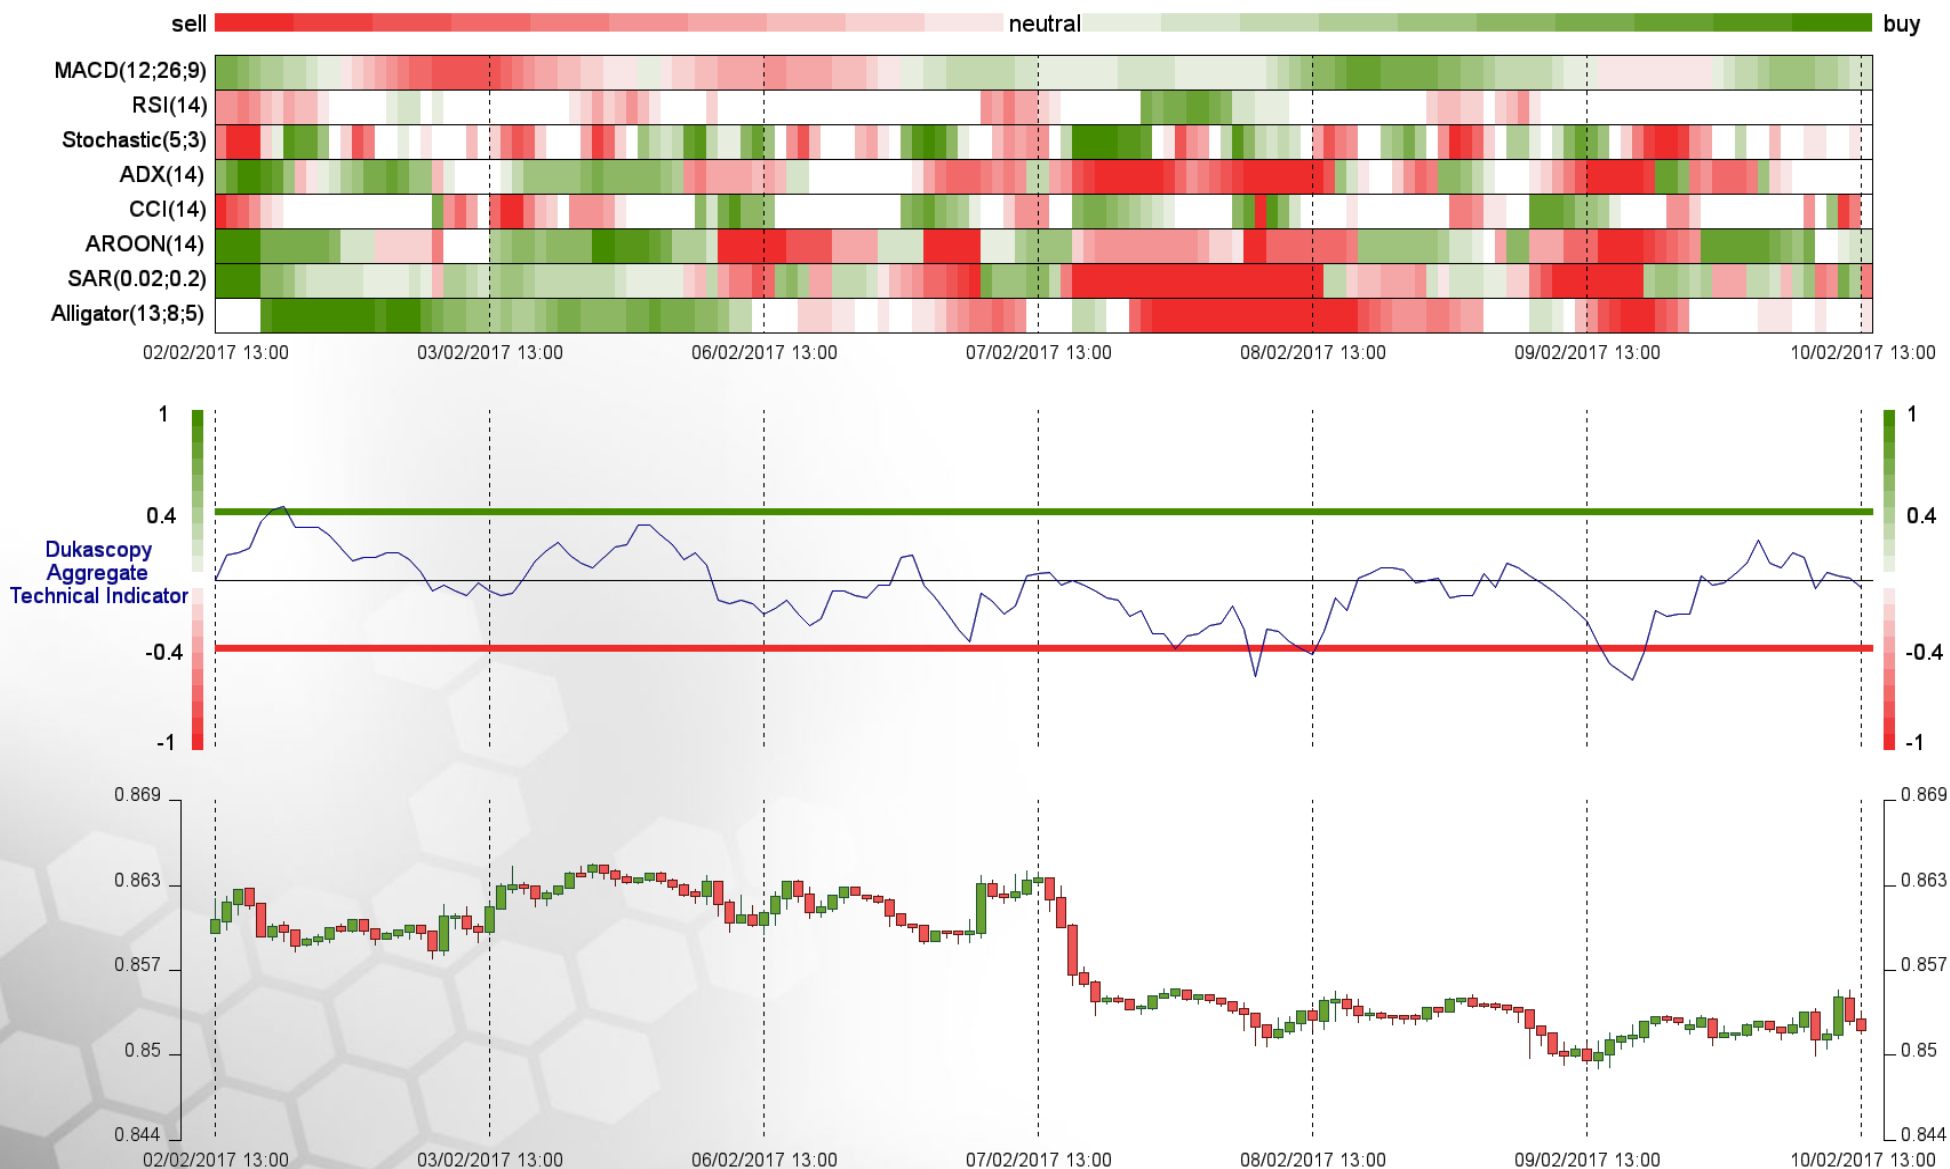 sell neutral buy
MACD(12;26;9)
RSI(14)
Stochastic(5;3)
ADX(14)
CCI(14)
AROON(14)
SAR(0.02;0.2)
Alligator(13;8;5)
02/02/2017 13:00 03/02/2017 13:00 06/02/2017 13:00 07/02/2017 13:00 08/02/2017 13:00 09/02/2017 13:00 10/02/2017 13:00
1 1
0.4 0.4
Dukascopy
Aggregate
Technical Indicator
-0.4 -0.4
-1 -1
0.869 0.869
0.863 0.863
0.857 0.857
0.85 0.85
0.844 0.844
02/02/2017 13:00 03/02/2017 13:00 06/02/2017 13:00 07/02/2017 13:00 08/02/2017 13:00 09/02/2017 13:00 10/02/2017 13:00